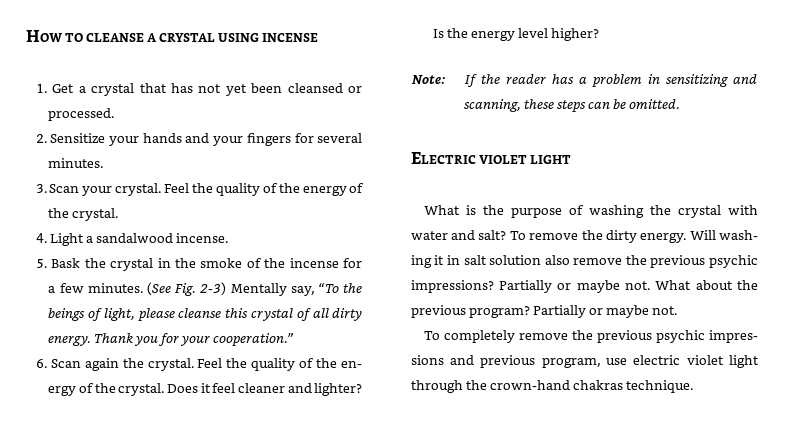 HOW TO CLEANSE A CRYSTAL USING INCENSE
1. Get a crystal that has not yet been cleansed or
processed.
2. Sensitize your hands and your fingers for several
minutes.
3. Scan your crystal. Feel the quality of the energy of
the crystal.
4. Light a sandalwood incense.
5. Bask the crystal in the smoke of the incense for
a few minutes. (See Fig. 2-3) Mentally say, “To the
beings of light, please cleanse this crystal of all dirty
energy. Thank you for your cooperation.”
6. Scan again the crystal. Feel the quality of the en-
ergy of the crystal. Does it feel cleaner and lighter?
Is the energy level higher?
Note: If the reader has a problem in sensitizing and
scanning, these steps can be omitted.
ELECTRIC VIOLET LIGHT
What is the purpose of washing the crystal with
water and salt? To remove the dirty energy. Will wash-
ing it in salt solution also remove the previous psychic
impressions? Partially or maybe not. What about the
previous program? Partially or maybe not.
To completely remove the previous psychic impres-
sions and previous program, use electric violet light
through the crown-hand chakras technique.